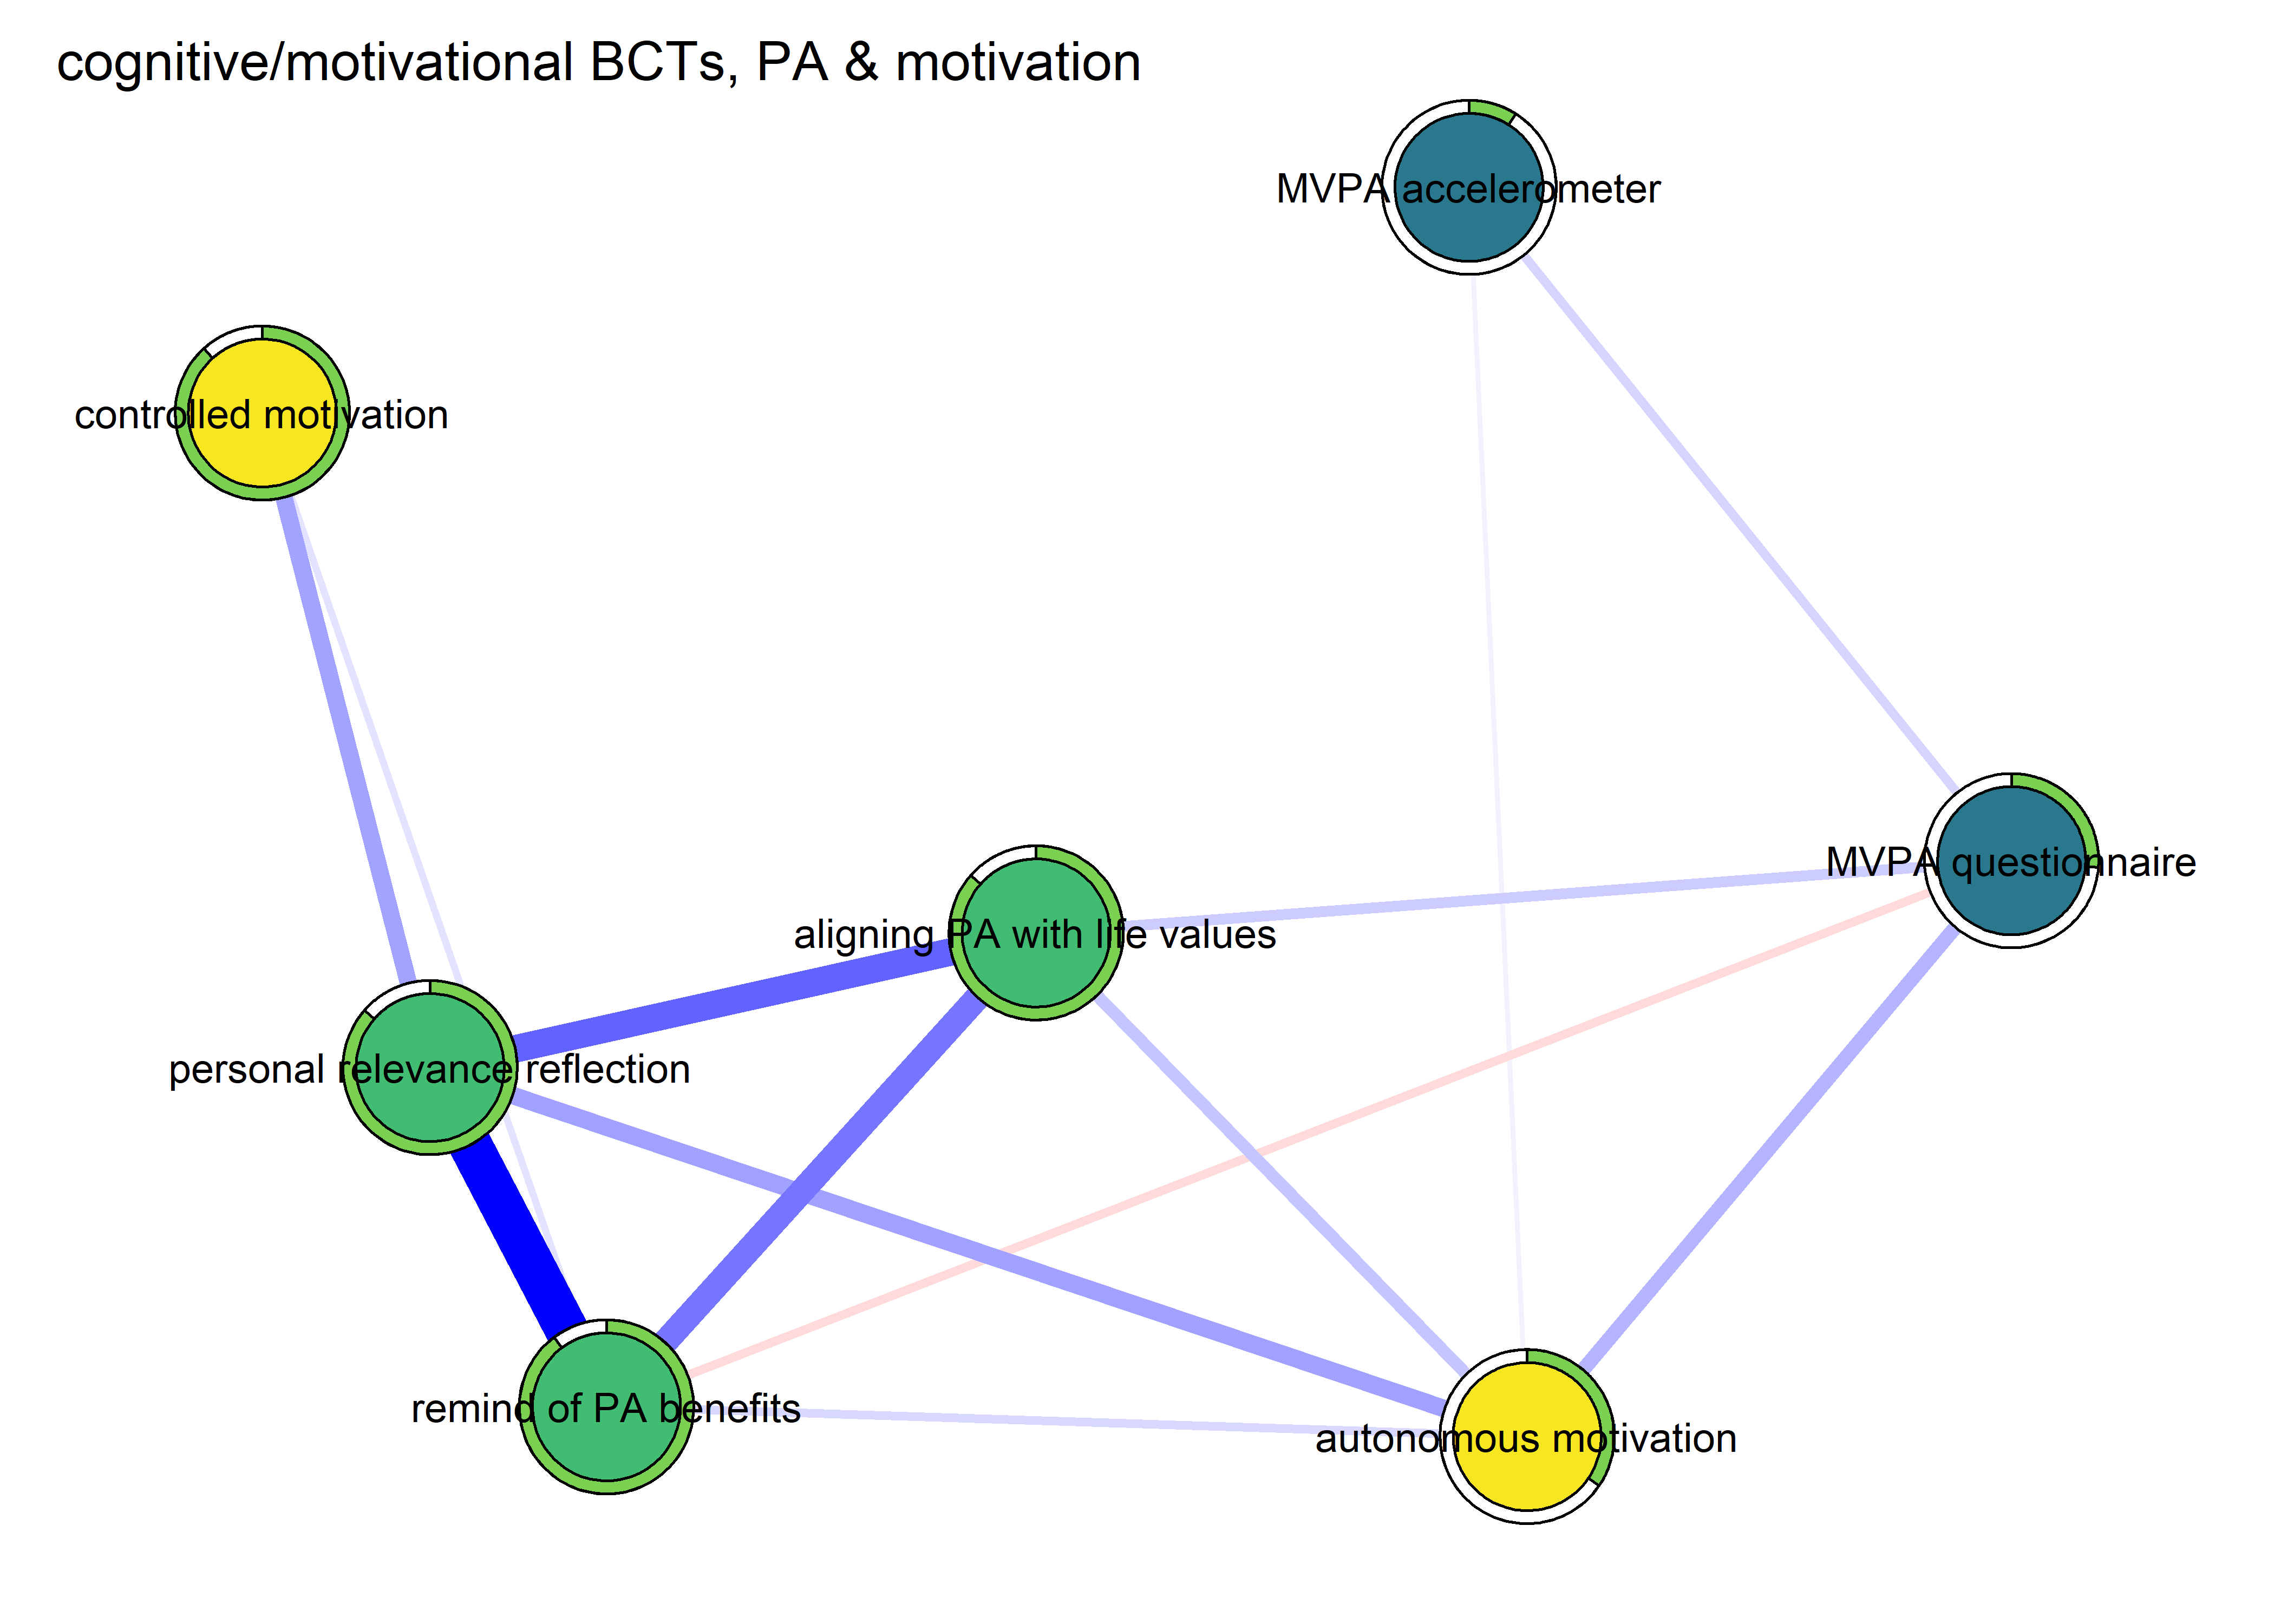 cognitive/motivational BCTs, PA & motivation
MVPA accelerometer
controlled motivation
MVPA questionnaire
aligning PA with life values
personal relevance reflection
remind of PA benefits
autonomous motivation